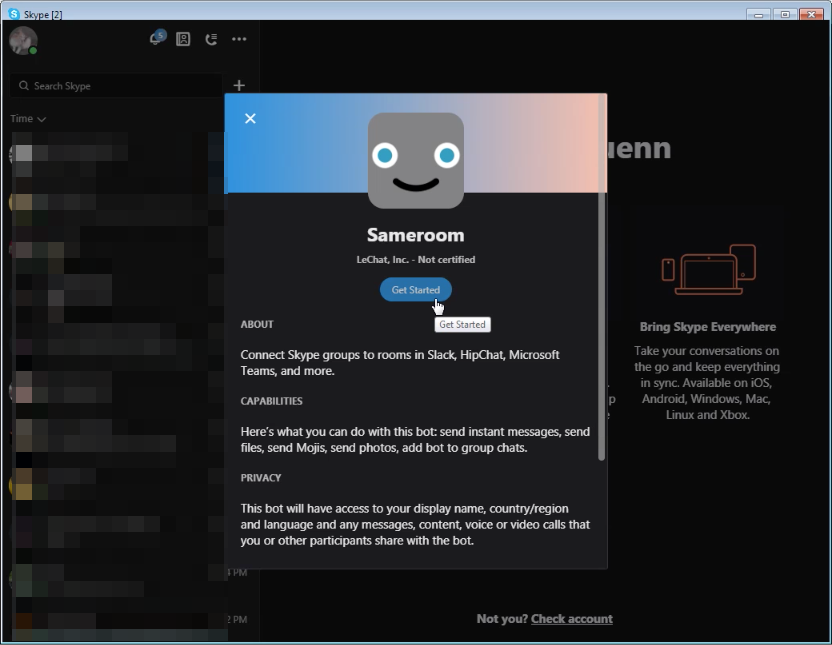 Skype [2]
5
Search Skype
Time
uenn
Sameroom
LeChat, Inc. - Not certified
Get Started
Get Started
ABOUT
Connect Skype groups to rooms in Slack, HipChat, Microsoft
Teams, and more.
CAPABILITIES
Here's what you can do with this bot: send instant messages, send
files, send Mojis, send photos, add bot to group chats.
PRIVACY
This bot will have access to your display name, country/region
and language and any messages, content, voice or video calls that
you or other participants share with the bot.
Bring Skype Everywhere
Take your conversations on
the go and keep everything
in sync. Available on iOS,
Android, Windows, Mac,
Linux and Xbox.
PM
2 PM
Not you? Check account